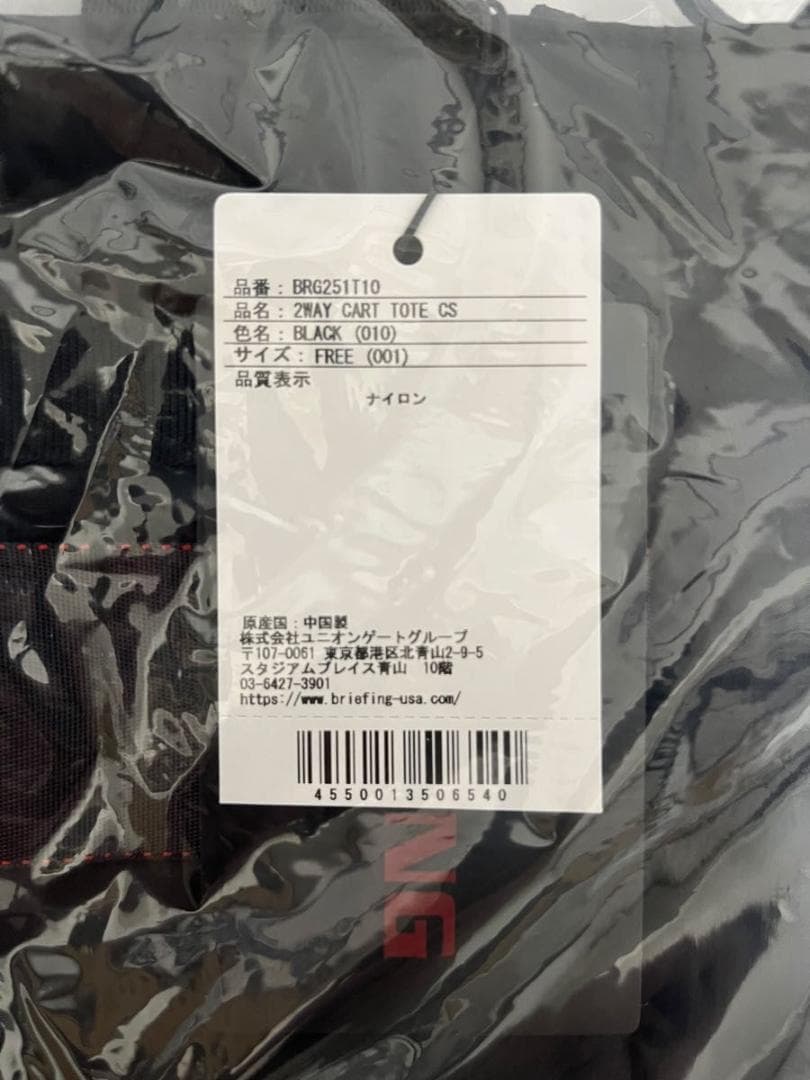 品番：BRG251T10
品名：2WAY CART TOTE CS
色名：BLACK (010)
サイズ：FREE (001)
品質表示
ナイロン
原産国：中国製
株式会社ユニオンゲートグループ
〒107-0061 東京都港区北青山2-9-5
スタジアムプレイス青山 10階
03-6427-3901
https://www.briefing-usa.com/
4550013506540
NG